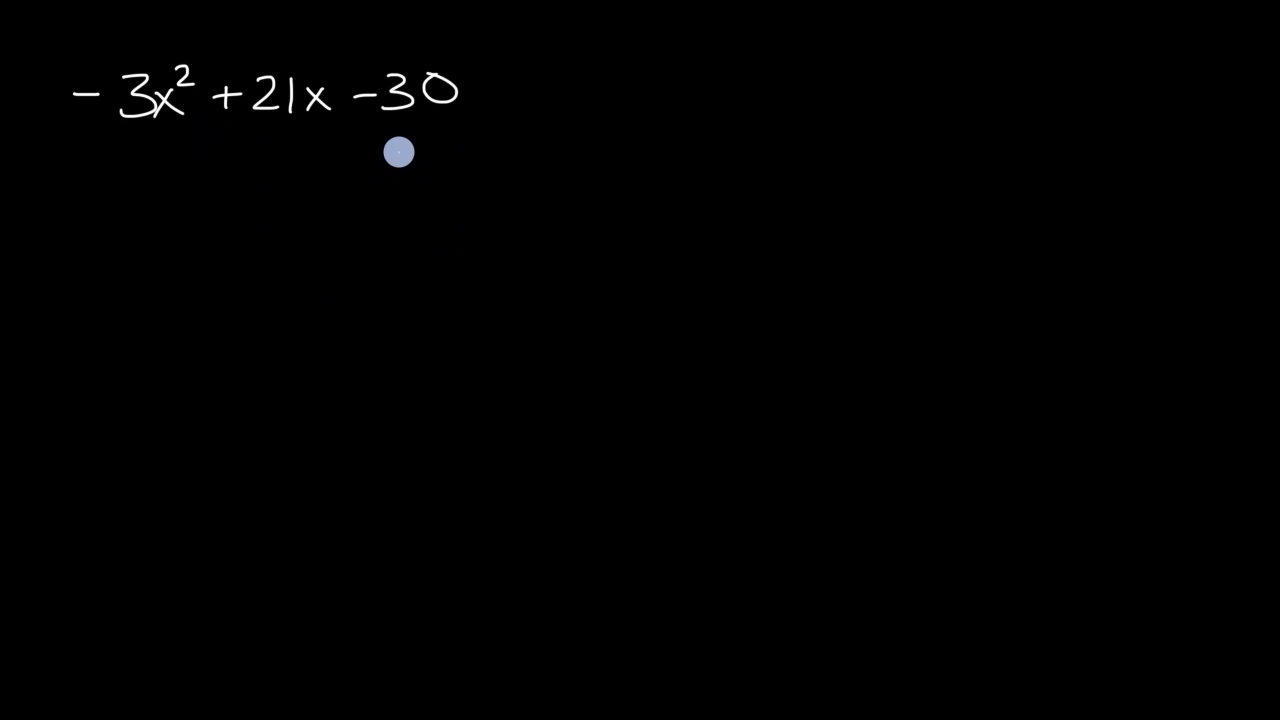 - 3x² + 21x - 30